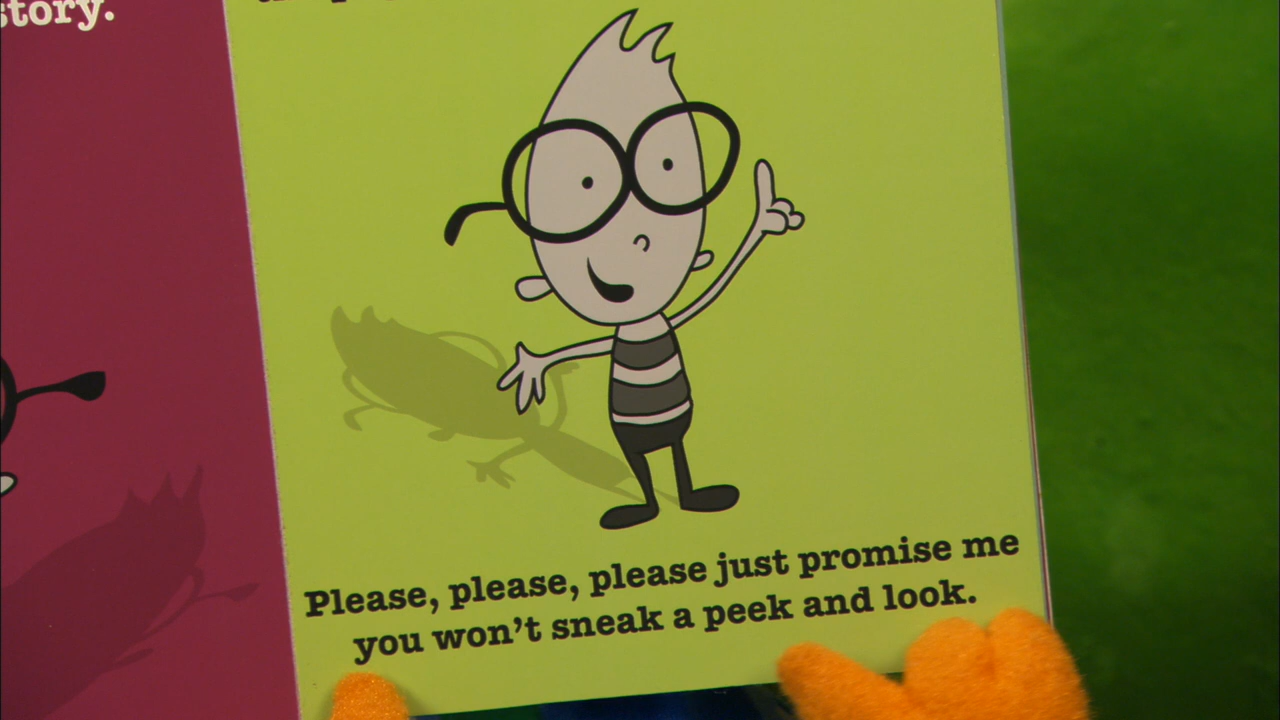 story.
Please, please, please just promise me
you won't sneak a peek and look.